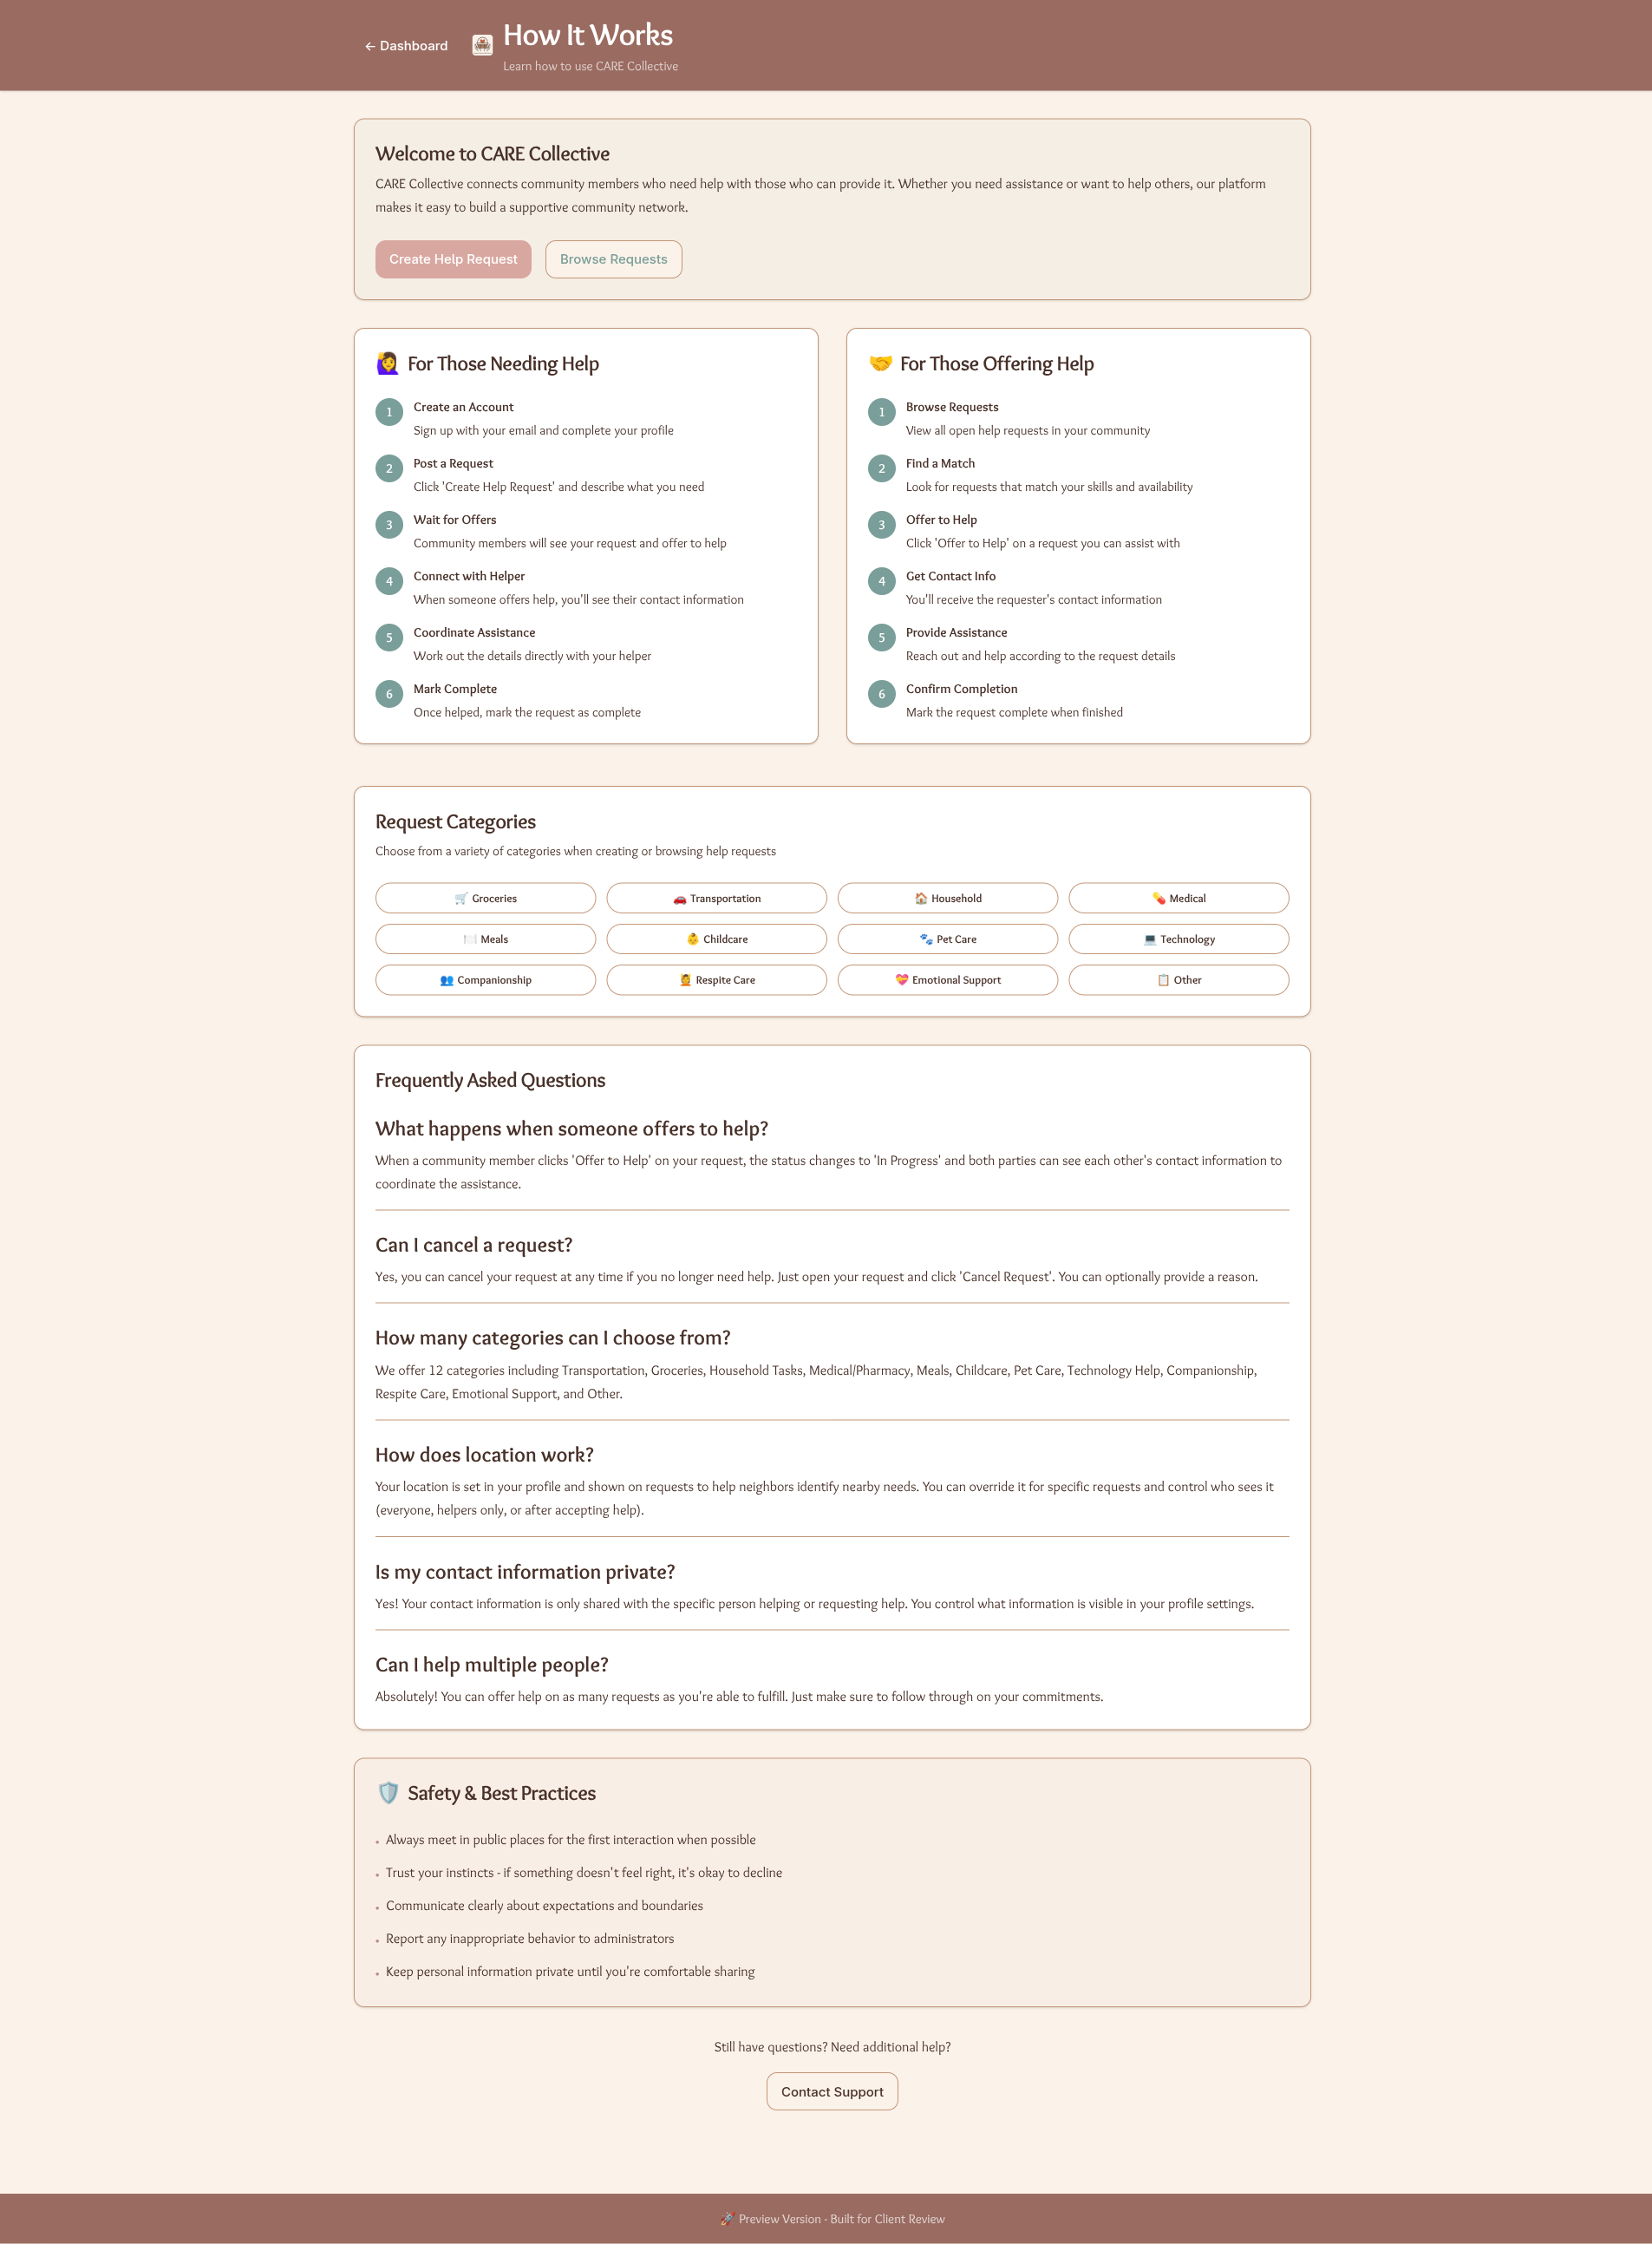 ← Dashboard
How It Works
Learn how to use CARE Collective
Welcome to CARE Collective
CARE Collective connects community members who need help with those who can provide it. Whether you need assistance or want to help others, our platform
makes it easy to build a supportive community network.
Create Help Request
Browse Requests
🙋‍♀️ For Those Needing Help
1
Create an Account
Sign up with your email and complete your profile
2
Post a Request
Click 'Create Help Request' and describe what you need
3
Wait for Offers
Community members will see your request and offer to help
4
Connect with Helper
When someone offers help, you'll see their contact information
5
Coordinate Assistance
Work out the details directly with your helper
6
Mark Complete
Once helped, mark the request as complete
🤝 For Those Offering Help
1
Browse Requests
View all open help requests in your community
2
Find a Match
Look for requests that match your skills and availability
3
Offer to Help
Click 'Offer to Help' on a request you can assist with
4
Get Contact Info
You'll receive the requester's contact information
5
Provide Assistance
Reach out and help according to the request details
6
Confirm Completion
Mark the request complete when finished
Request Categories
Choose from a variety of categories when creating or browsing help requests
🛒 Groceries
🚗 Transportation
🏠 Household
💊 Medical
🍽️ Meals
👶 Childcare
🐾 Pet Care
💻 Technology
👥 Companionship
💆 Respite Care
💝 Emotional Support
📋 Other
Frequently Asked Questions
What happens when someone offers to help?
When a community member clicks 'Offer to Help' on your request, the status changes to 'In Progress' and both parties can see each other's contact information to
coordinate the assistance.
Can I cancel a request?
Yes, you can cancel your request at any time if you no longer need help. Just open your request and click 'Cancel Request'. You can optionally provide a reason.
How many categories can I choose from?
We offer 12 categories including Transportation, Groceries, Household Tasks, Medical/Pharmacy, Meals, Childcare, Pet Care, Technology Help, Companionship,
Respite Care, Emotional Support, and Other.
How does location work?
Your location is set in your profile and shown on requests to help neighbors identify nearby needs. You can override it for specific requests and control who sees it
(everyone, helpers only, or after accepting help).
Is my contact information private?
Yes! Your contact information is only shared with the specific person helping or requesting help. You control what information is visible in your profile settings.
Can I help multiple people?
Absolutely! You can offer help on as many requests as you're able to fulfill. Just make sure to follow through on your commitments.
🛡️ Safety & Best Practices
• Always meet in public places for the first interaction when possible
• Trust your instincts - if something doesn't feel right, it's okay to decline
• Communicate clearly about expectations and boundaries
• Report any inappropriate behavior to administrators
• Keep personal information private until you're comfortable sharing
Still have questions? Need additional help?
Contact Support
🚀 Preview Version - Built for Client Review